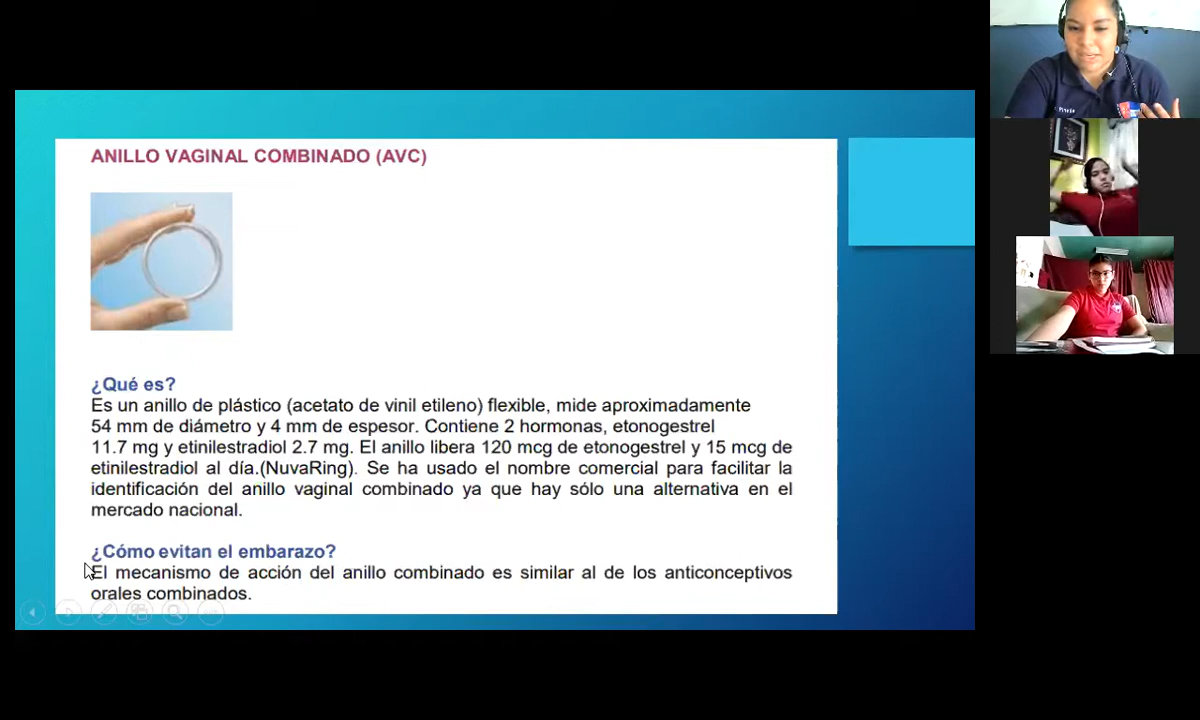 ANILLO VAGINAL COMBINADO (AVC)
¿Qué es?
Es un anillo de plástico (acetato de vinil etileno) flexible, mide aproximadamente
54 mm de diámetro y 4 mm de espesor. Contiene 2 hormonas, etonogestrel
11.7 mg y etinilestradiol 2.7 mg. El anillo libera 120 mcg de etonogestrel y 15 mcg de
etinilestradiol al día.(NuvaRing). Se ha usado el nombre comercial para facilitar la
identificación del anillo vaginal combinado ya que hay sólo una alternativa en el
mercado nacional.
¿Cómo evitan el embarazo?
El mecanismo de acción del anillo combinado es similar al de los anticonceptivos
orales combinados.